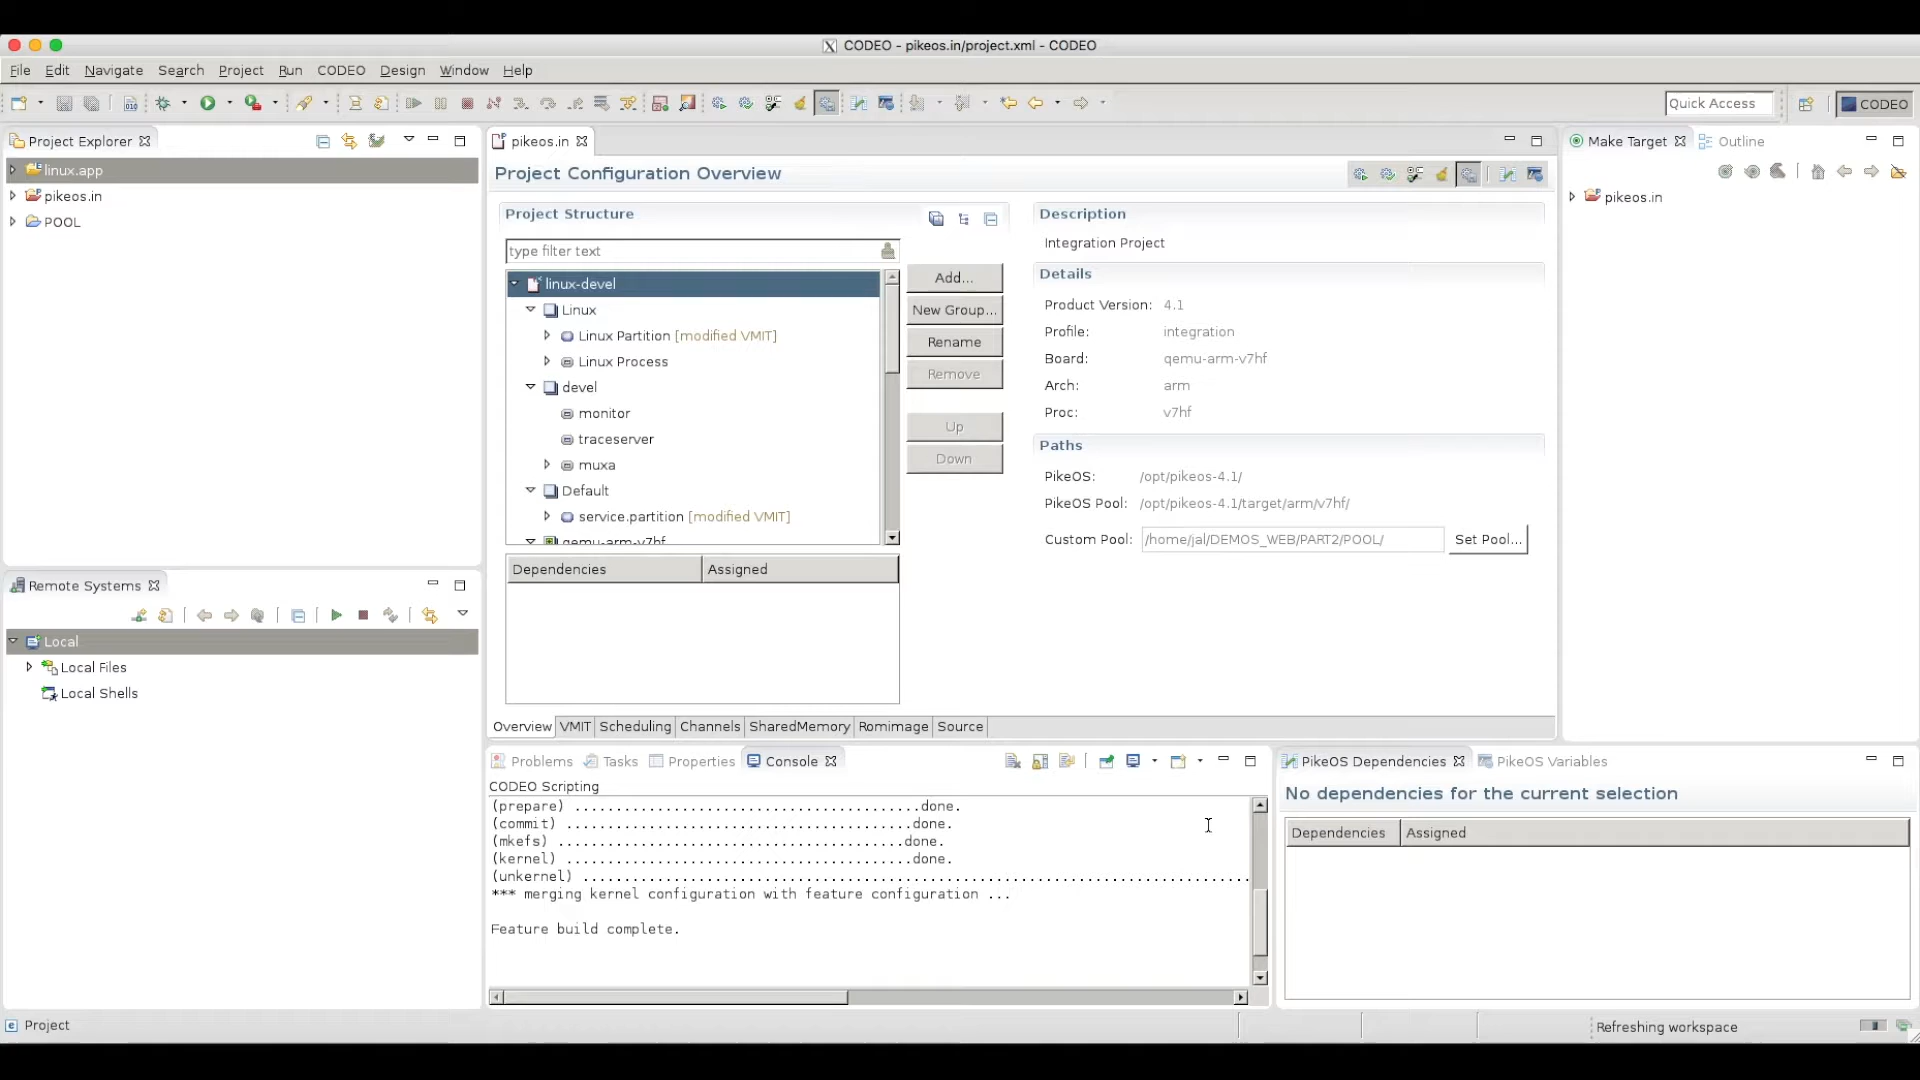 CODEO - pikeos.in/project.xml - CODEO
File Edit Navigate Search Project Run CODEO Design Window Help
Quick Access
CODEO
Project Explorer
linux.app
pikeos.in
POOL
Remote Systems
Local
Local Files
Local Shells
pikeos.in
Project Configuration Overview
Project Structure
type filter text
linux-devel
Linux
Linux Partition [modified VMIT]
Linux Process
devel
monitor
traceserver
muxa
Default
service.partition [modified VMIT]
qemu-arm-v7hf
Add...
New Group...
Rename
Remove
Up
Down
Dependencies Assigned
Description
Integration Project
Details
Product Version: 4.1
Profile: integration
Board: qemu-arm-v7hf
Arch: arm
Proc: v7hf
Paths
PikeOS: /opt/pikeos-4.1/
PikeOS Pool: /opt/pikeos-4.1/target/arm/v7hf/
Custom Pool: /home/jal/DEMOS_WEB/PART2/POOL/ Set Pool...
Overview VMIT Scheduling Channels SharedMemory Romimage Source
Make Target Outline
pikeos.in
Problems Tasks Properties Console
CODEO Scripting
(prepare) ........................................done.
(commit) ........................................done.
(mkefs) ........................................done.
(kernel) ........................................done.
(unkernel) ...............................................................................
*** merging kernel configuration with feature configuration ...
Feature build complete.
PikeOS Dependencies PikeOS Variables
No dependencies for the current selection
Dependencies Assigned
Project
Refreshing workspace